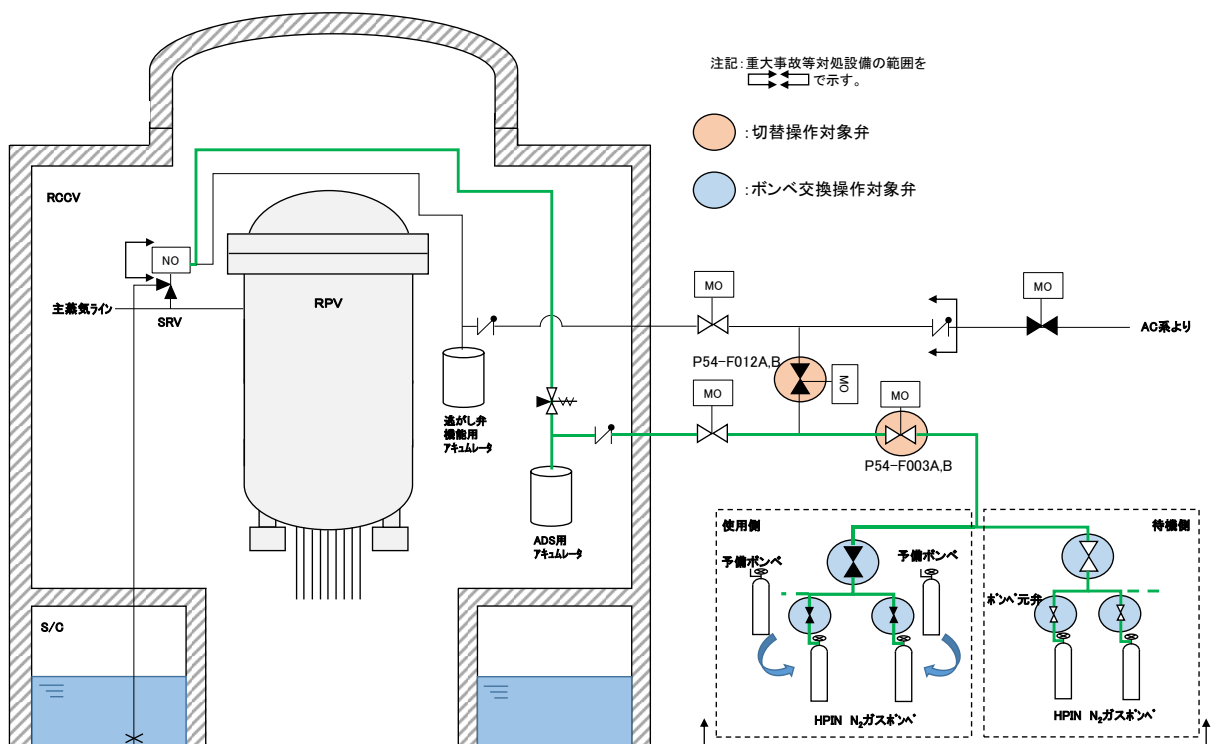 注記：重大事故等対処設備の範囲を
で示す。
：切替操作対象弁
：ボンベ交換操作対象弁
RCCV
NO
主蒸気ライン
SRV
RPV
MO
MO
AC系より
P54-F012A,B
MO
MO
MO
P54-F003A,B
逃がし弁
機能用
アキュムレータ
ADS用
アキュムレータ
使用側
待機側
予備ボンベ
予備ボンベ
ボンベ元弁
S/C
HPIN N₂ガスボンベ
HPIN N₂ガスボンベ